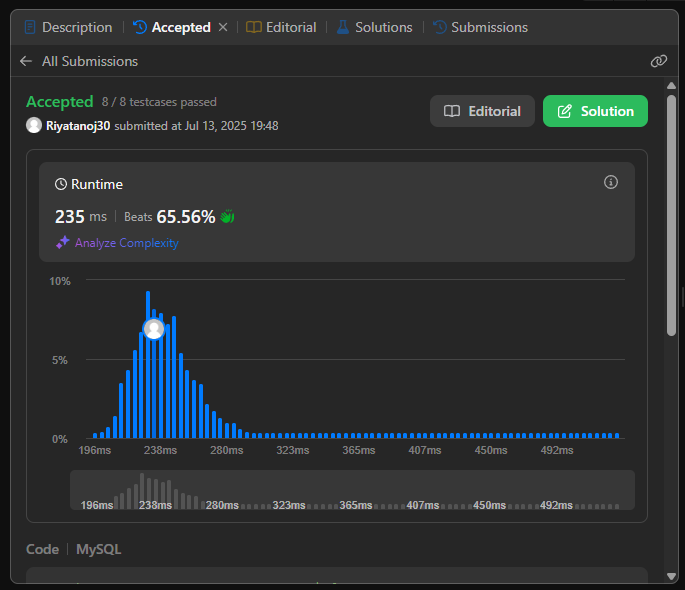 Description Accepted Editorial Solutions Submissions
All Submissions
Accepted 8 / 8 testcases passed
Riyatanoj30 submitted at Jul 13, 2025 19:48
Editorial Solution
Runtime
235 ms Beats 65.56%
Analyze Complexity
10%
5%
0%
196ms 238ms 280ms 323ms 365ms 407ms 450ms 492ms
196ms 238ms 280ms 323ms 365ms 407ms 450ms 492ms
Code MySQL